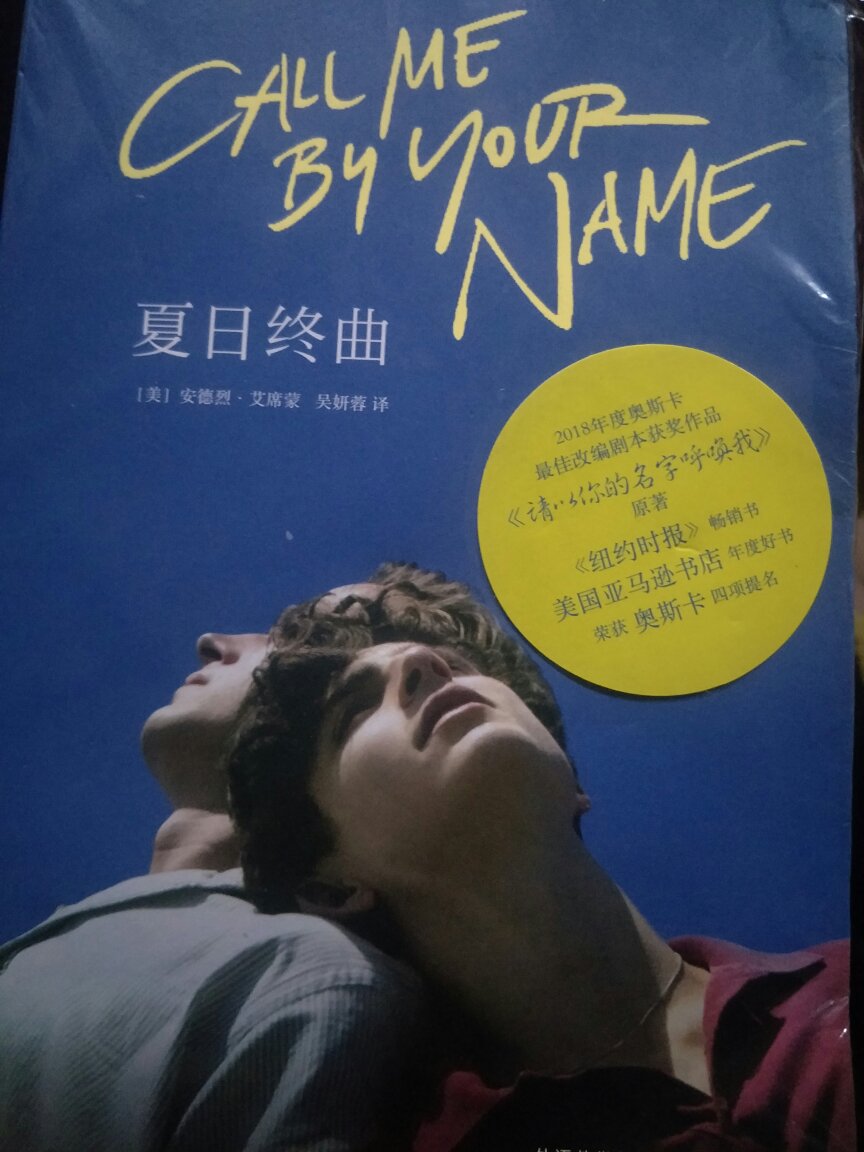 CALL ME
BY YOUR
NAME
夏日终曲
[美] 安德烈·艾席蒙 吴妍蓉 译
2018年度奥斯卡
最佳改编剧本获奖作品
《请以你的名字呼唤我》
原著
《纽约时报》 畅销书
美国亚马逊书店 年度好书
荣获 奥斯卡 四项提名